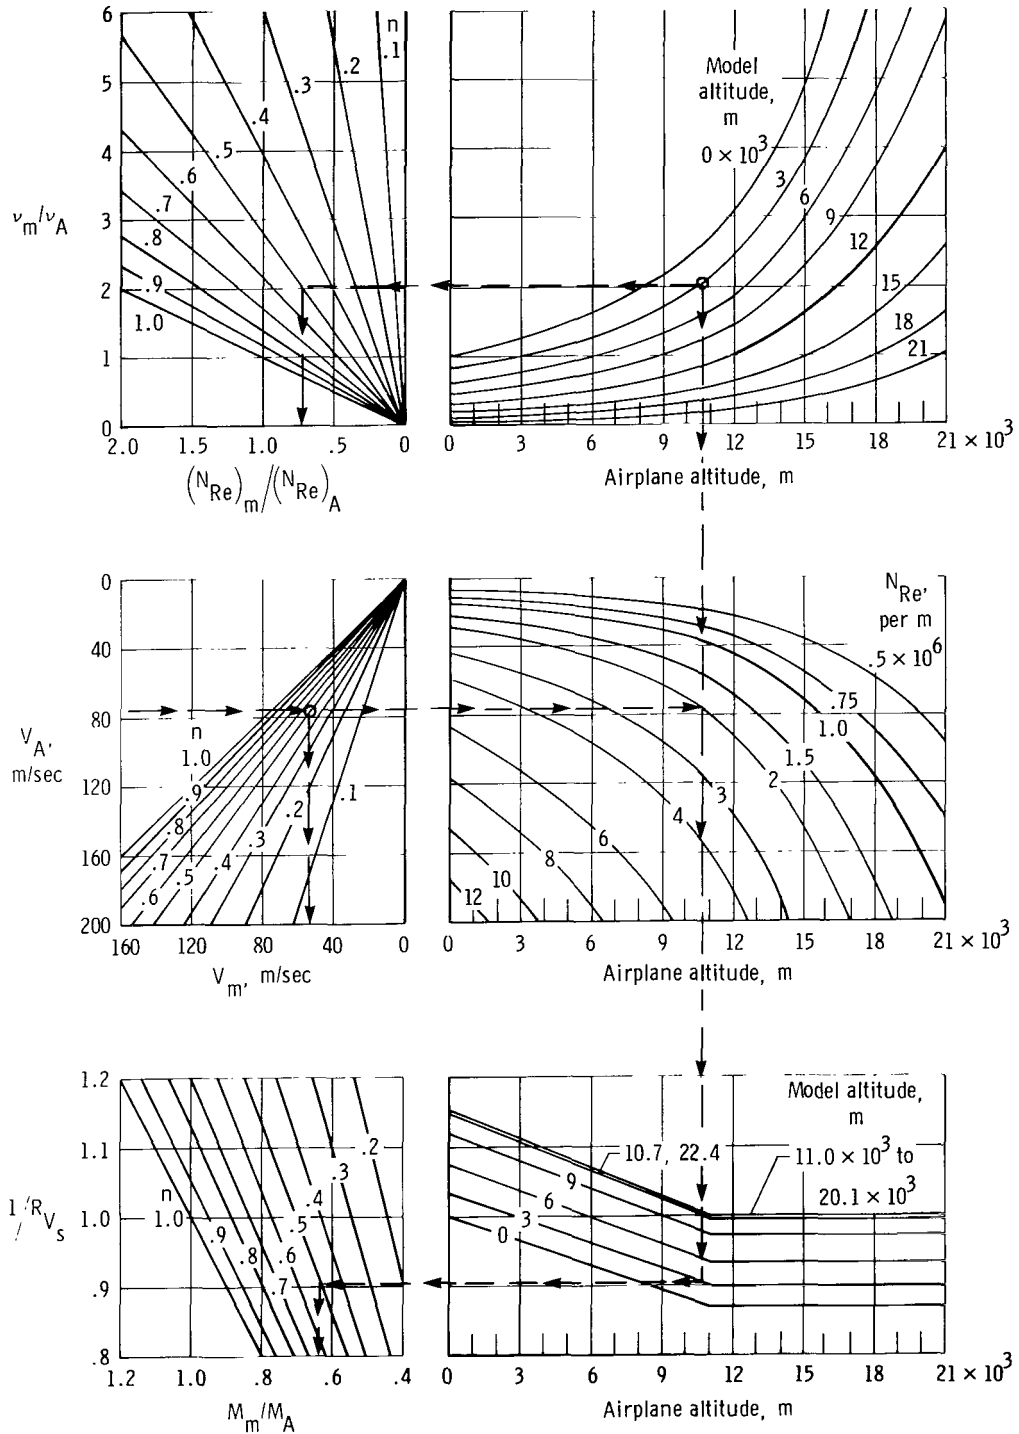 6
5
4
3
2
1
0
ν_m/ν_A
n
.1
.2
.3
.4
.5
.6
.7
.8
.9
1.0
2.0 1.5 1.0 .5 0
(N_Re)_m/(N_Re)_A
Model
altitude,
m
0 × 10³
3
6
9
12
15
18
21
0 3 6 9 12 15 18 21 × 10³
Airplane altitude, m
0
40
80
120
160
200
V_A,
m/sec
n
1.0
.9
.8
.7
.6
.5
.4
.3
.2
.1
160 120 80 40 0
V_m, m/sec
N_Re,
per m
.5 × 10⁶
.75
1.0
1.5
2
3
4
6
8
10
12
0 3 6 9 12 15 18 21 × 10³
Airplane altitude, m
1.2
1.1
1.0
.9
.8
1/R_V_s
n
1.0
.9
.8
.7
.6
.5
.4
.3
.2
1.2 1.0 .8 .6 .4
M_m/M_A
Model altitude,
m
11.0 × 10³ to
20.1 × 10³
10.7, 22.4
9
6
3
0
0 3 6 9 12 15 18 21 × 10³
Airplane altitude, m